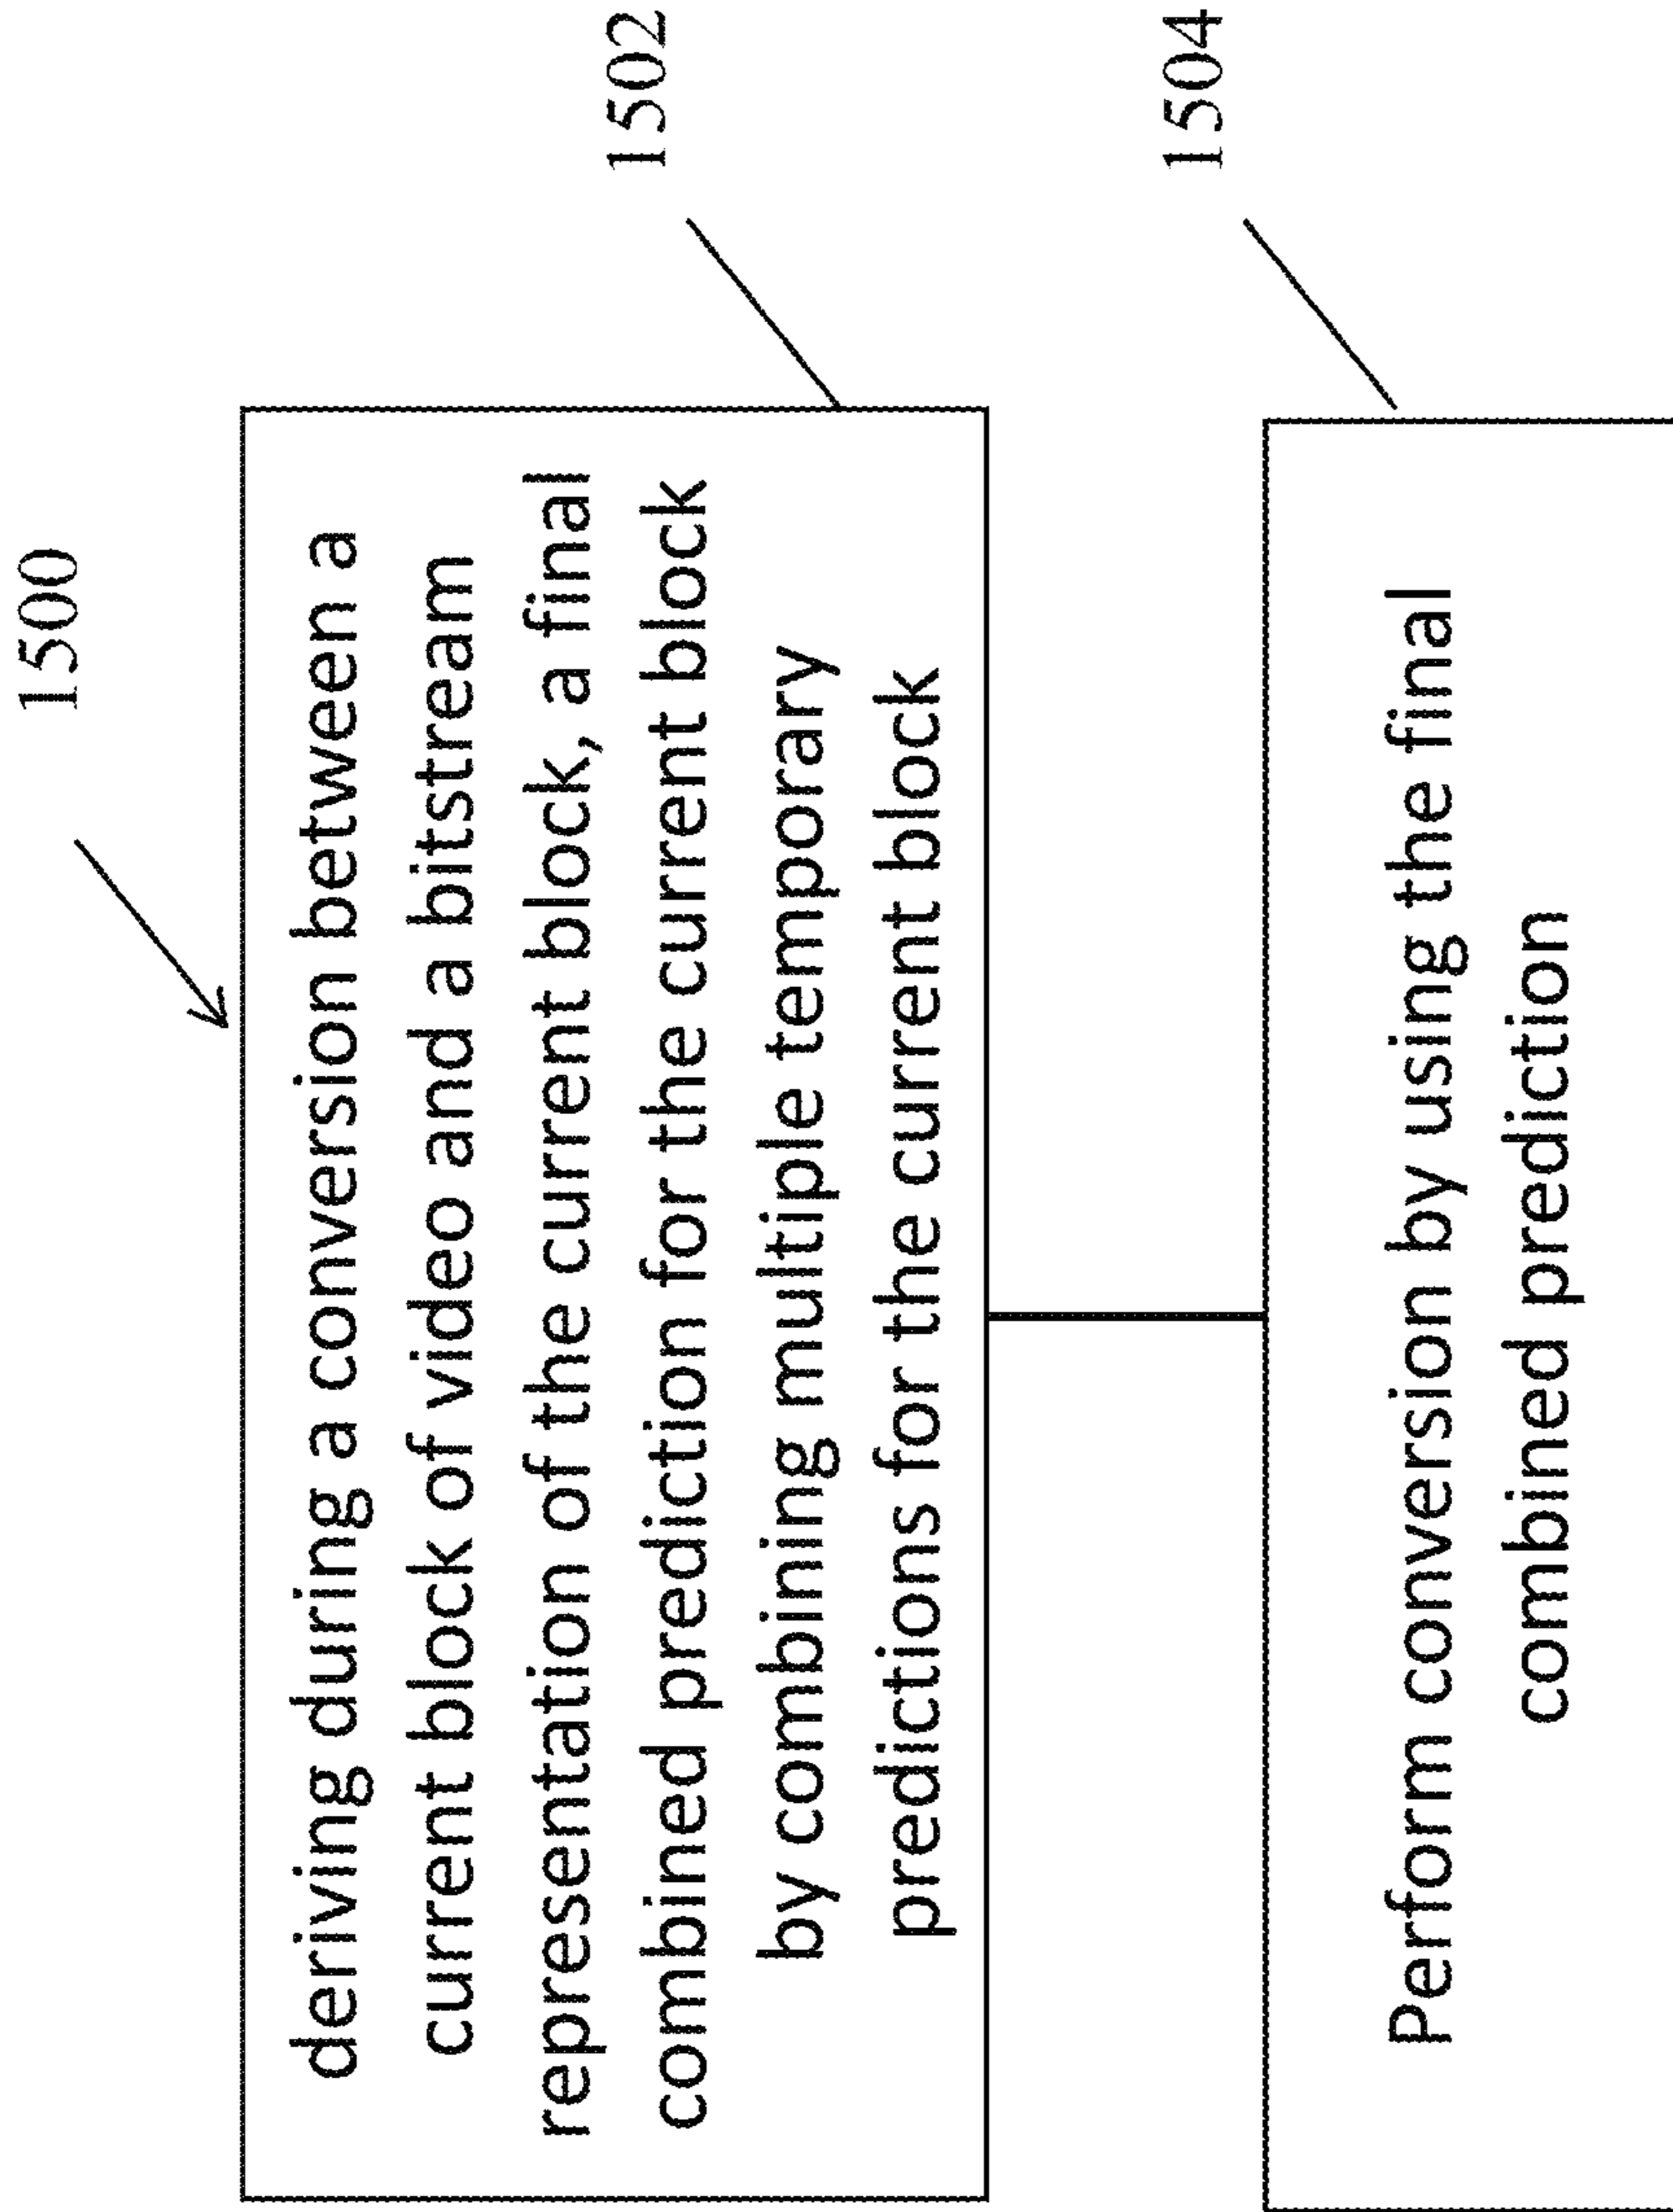 1500
deriving during a conversion between a
current block of video and a bitstream
representation of the current block, a final
combined prediction for the current block
by combining multiple temporary
predictions for the current block
1502
Perform conversion by using the final
combined prediction
1504